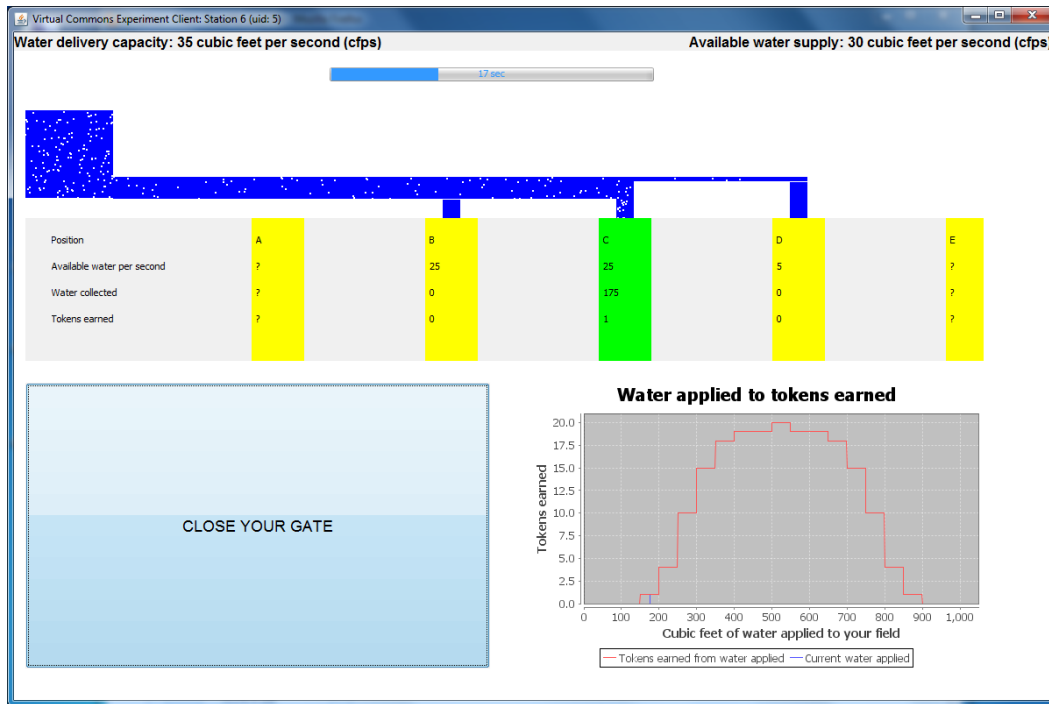 Virtual Commons Experiment Client: Station 6 (uid: 5)
Water delivery capacity: 35 cubic feet per second (cfps) Available water supply: 30 cubic feet per second (cfps)
17 sec
Position A B C D E
Available water per second ? 25 25 5 ?
Water collected ? 0 175 0 ?
Tokens earned ? 0 1 0 ?
CLOSE YOUR GATE
Water applied to tokens earned
Tokens earned
20.0
17.5
15.0
12.5
10.0
7.5
5.0
2.5
0.0
0 100 200 300 400 500 600 700 800 900 1,000
Cubic feet of water applied to your field
Tokens earned from water applied Current water applied